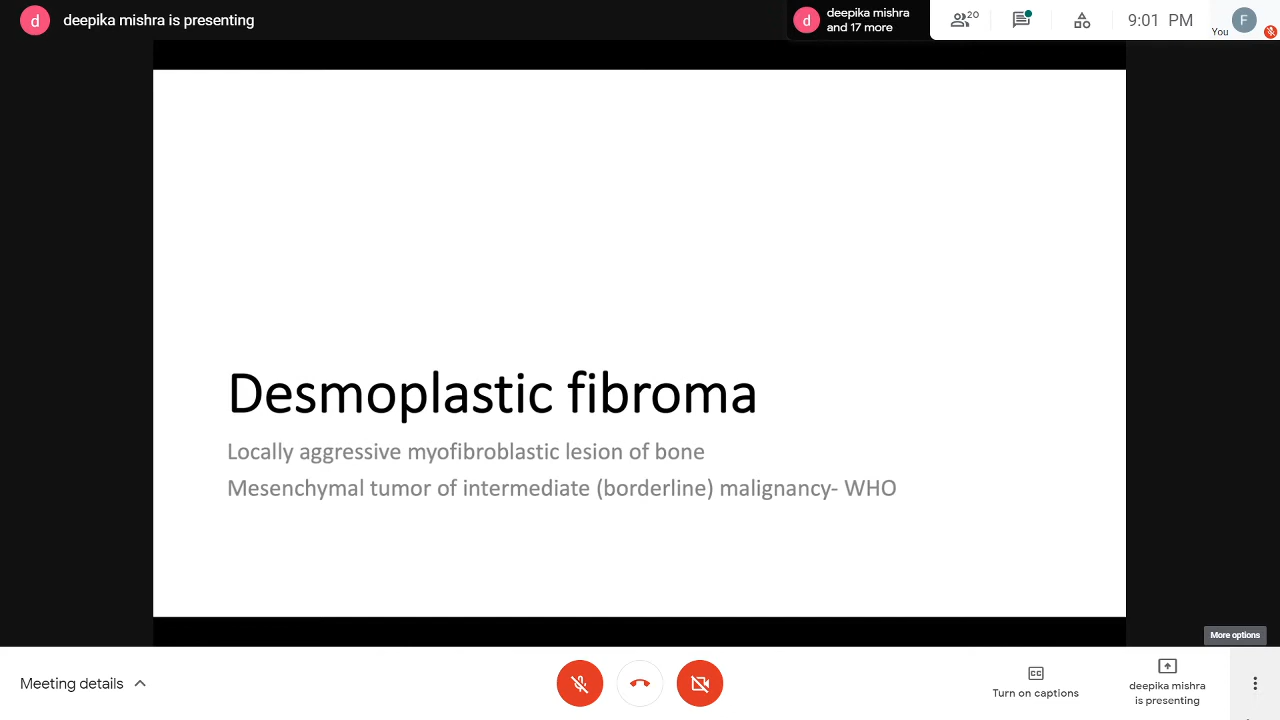 d
deepika mishra is presenting
d
deepika mishra
and 17 more
20
9:01 PM
You
F
Desmoplastic fibroma
Locally aggressive myofibroblastic lesion of bone
Mesenchymal tumor of intermediate (borderline) malignancy- WHO
More options
Meeting details
CC
Turn on captions
deepika mishra
is presenting